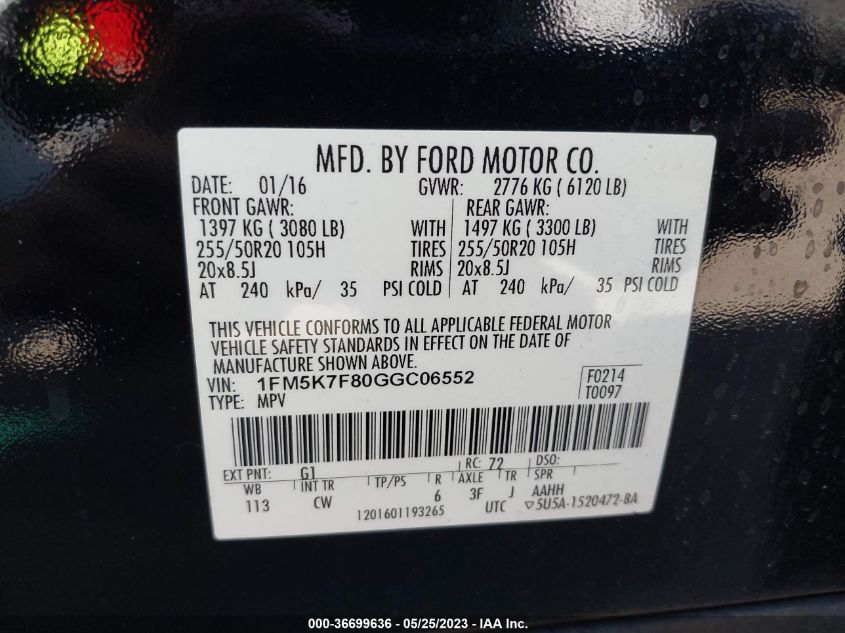 MFD. BY FORD MOTOR CO.
DATE: 01/16 GVWR: 2776 KG ( 6120 LB)
FRONT GAWR: REAR GAWR:
1397 KG ( 3080 LB) WITH 1497 KG ( 3300 LB) WITH
255/50R20 105H TIRES 255/50R20 105H TIRES
20x8.5J RIMS 20x8.5J RIMS
AT 240 kPa/ 35 PSI COLD AT 240 kPa/ 35 PSI COLD
THIS VEHICLE CONFORMS TO ALL APPLICABLE FEDERAL MOTOR
VEHICLE SAFETY STANDARDS IN EFFECT ON THE DATE OF
MANUFACTURE SHOWN ABOVE.
VIN: 1FM5K7F80GGC06552 F0214
TYPE: MPV T0097
EXT PNT: G1 RC: 72 DSO:
WB INT TR TP/PS R AXLE TR SPR
113 CW 6 3F J AAHH
1201601193265 UTC ▽5U5A-1520472-BA
000-36699636 - 05/25/2023 - IAA Inc.